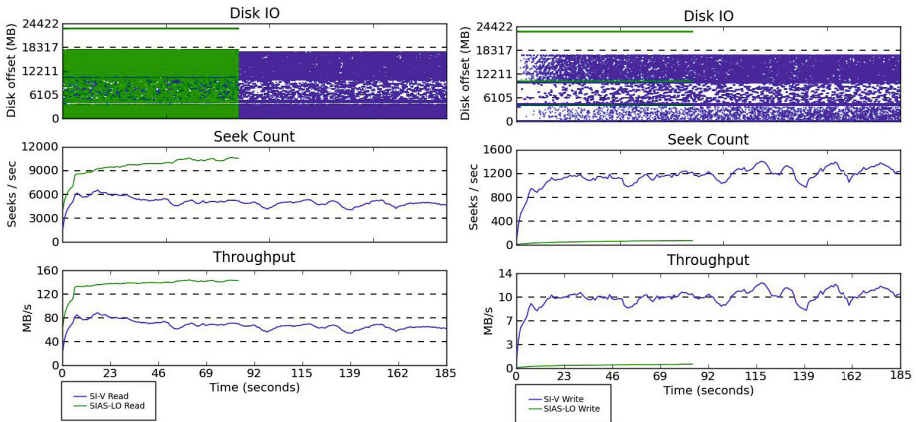 Disk IO
24422
18317
12211
6105
0
Disk offset (MB)
Seek Count
12000
9000
6000
3000
0
Seeks / sec
Throughput
160
120
80
40
0
MB/s
0 23 46 69 92 115 139 162 185
Time (seconds)
SI-V Read
SIAS-LO Read
Disk IO
24422
18317
12211
6105
0
Disk offset (MB)
Seek Count
1600
1200
800
400
0
Seeks / sec
Throughput
14
10
7
3
0
MB/s
0 23 46 69 92 115 139 162 185
Time (seconds)
SI-V Write
SIAS-LO Write